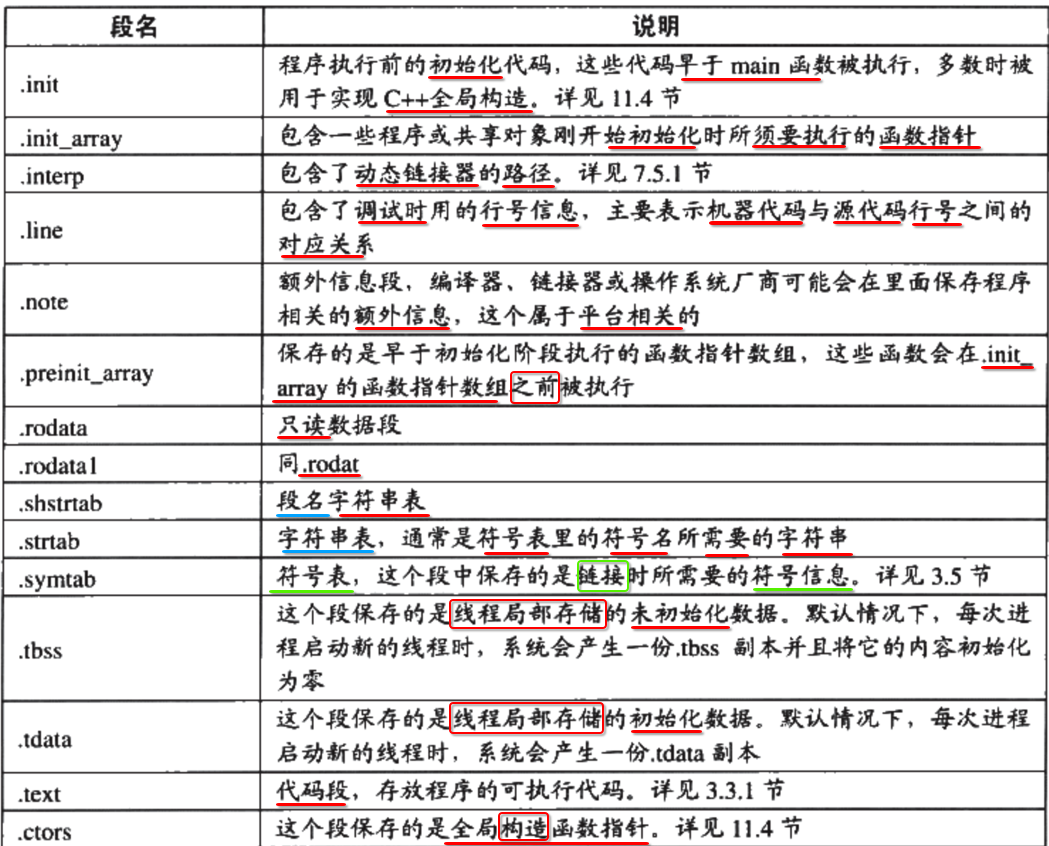 段名 说明
.init 程序执行前的初始化代码，这些代码早于 main 函数被执行，多数时被
用于实现 C++全局构造。详见 11.4 节
.init_array 包含一些程序或共享对象刚开始初始化时所须要执行的函数指针
.interp 包含了动态链接器的路径。详见 7.5.1 节
.line 包含了调试时用的行号信息，主要表示机器代码与源代码行号之间的
对应关系
.note 额外信息段，编译器、链接器或操作系统厂商可能会在里面保存程序
相关的额外信息，这个属于平台相关的
.preinit_array 保存的是早于初始化阶段执行的函数指针数组，这些函数会在.init_
array 的函数指针数组之前被执行
.rodata 只读数据段
.rodata1 同.rodat
.shstrtab 段名字符串表
.strtab 字符串表，通常是符号表里的符号名所需要的字符串
.symtab 符号表，这个段中保存的是链接时所需要的符号信息。详见 3.5 节
.tbss 这个段保存的是线程局部存储的未初始化数据。默认情况下，每次进
程启动新的线程时，系统会产生一份.tbss 副本并且将它的内容初始化
为零
.tdata 这个段保存的是线程局部存储的初始化数据。默认情况下，每次进程
启动新的线程时，系统会产生一份.tdata 副本
.text 代码段，存放程序的可执行代码。详见 3.3.1 节
.ctors 这个段保存的是全局构造函数指针。详见 11.4 节